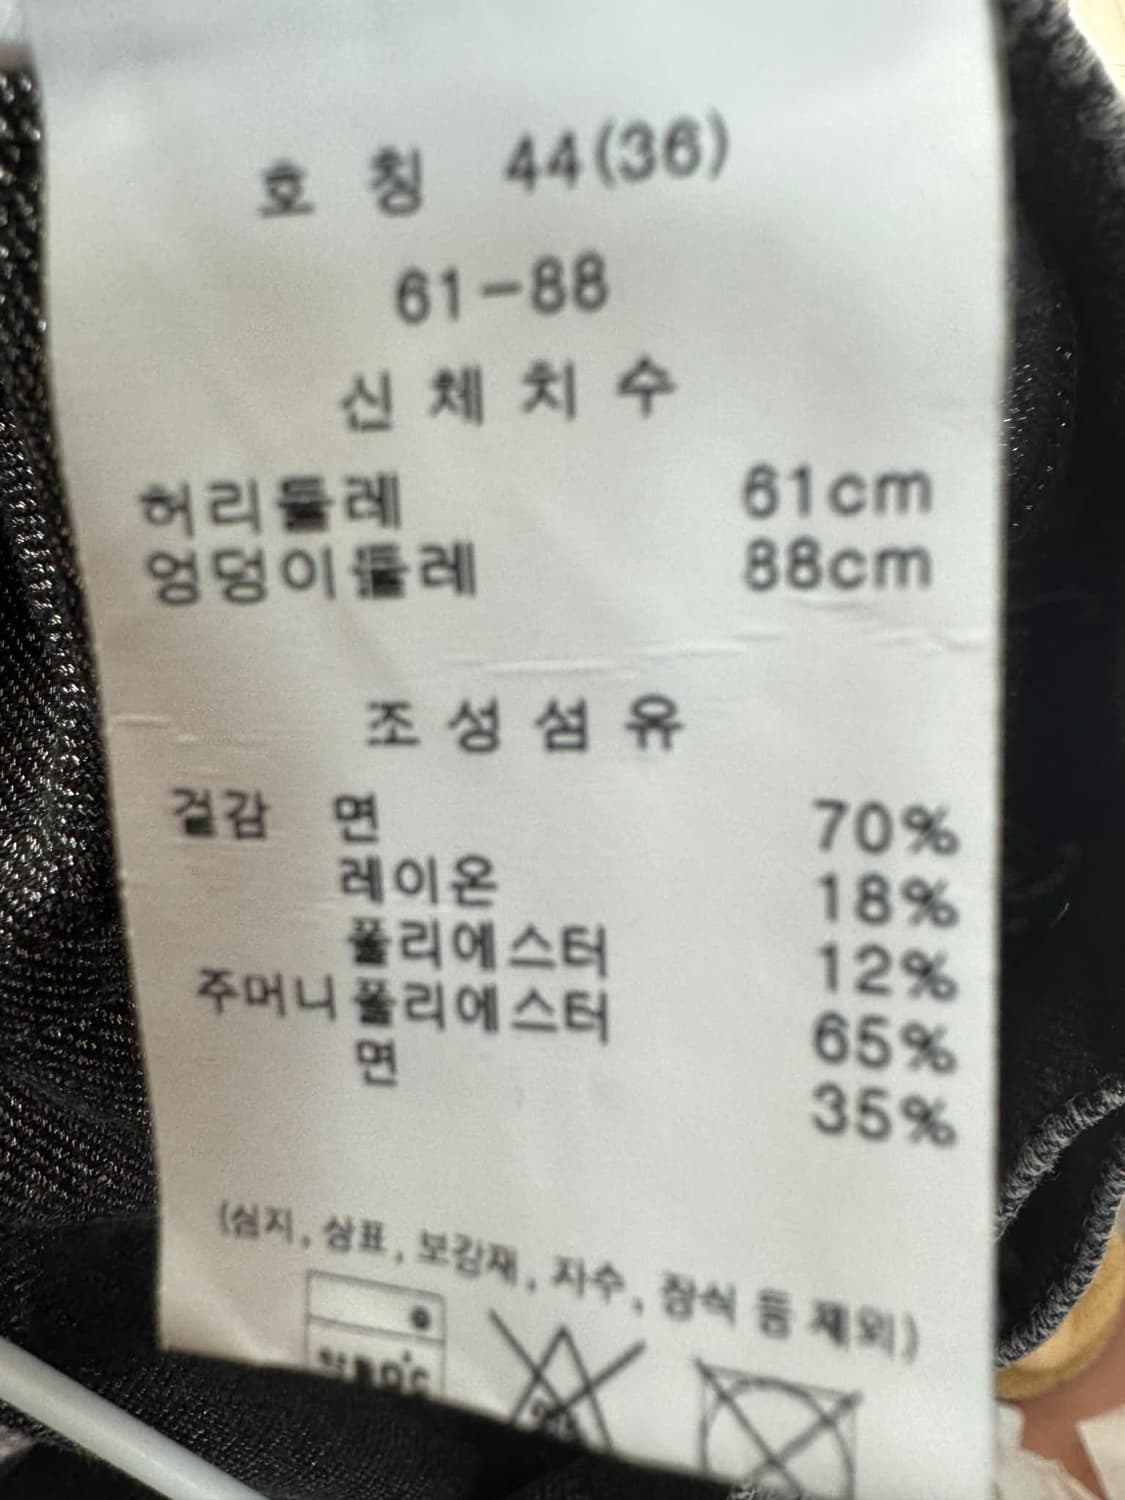 호 칭 44(36)
61-88
신 체 치 수
허리둘레 61cm
엉덩이둘레 88cm
조 성 섬 유
겉감 면 70%
레이온 18%
폴리에스터 12%
주머니 폴리에스터 65%
면 35%
(심지, 상표, 보강재, 자수, 장식 등 제외)